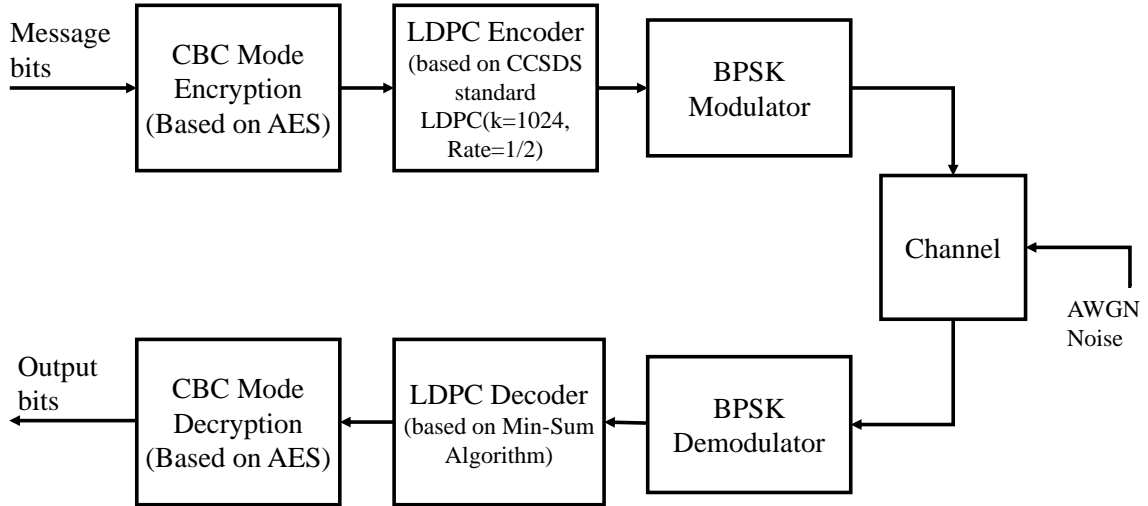 Message
bits
CBC Mode
Encryption
(Based on AES)
LDPC Encoder
(based on CCSDS
standard
LDPC(k=1024,
Rate=1/2)
BPSK
Modulator
Channel
AWGN
Noise
Output
bits
CBC Mode
Decryption
(Based on AES)
LDPC Decoder
(based on Min-Sum
Algorithm)
BPSK
Demodulator